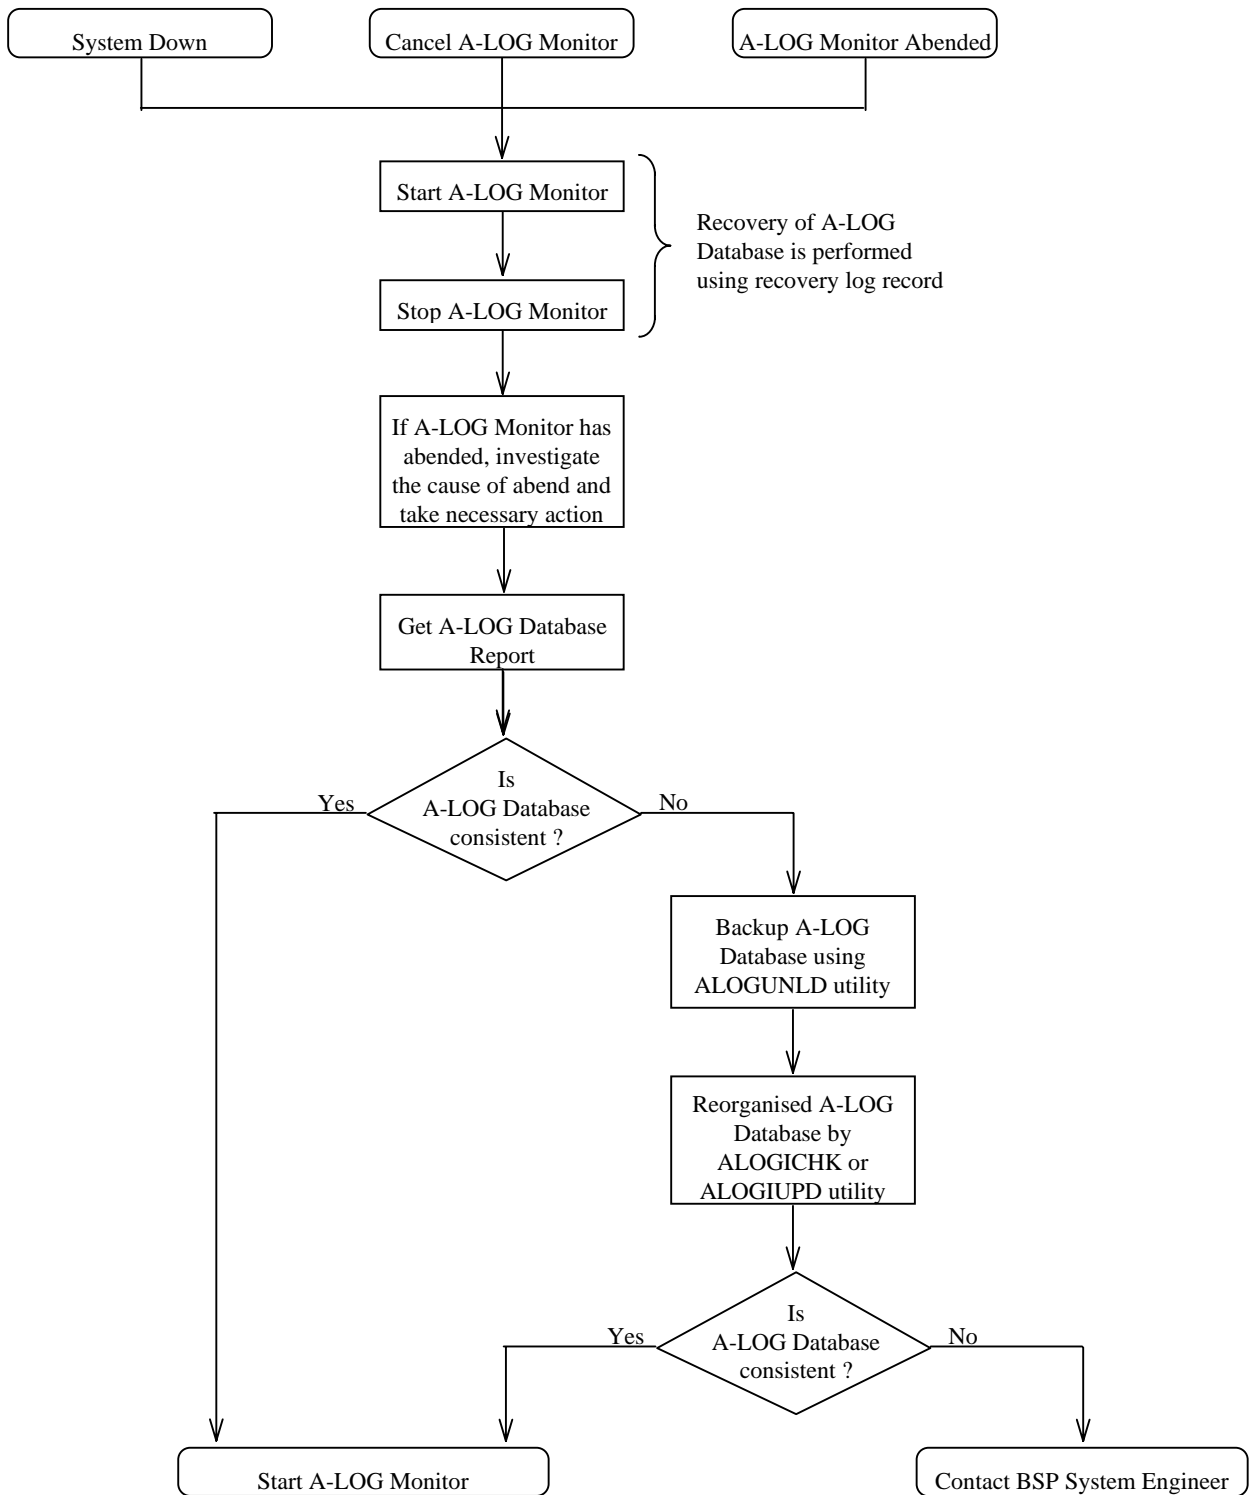 System Down
Cancel A-LOG Monitor
A-LOG Monitor Abended
Start A-LOG Monitor
Recovery of A-LOG
Database is performed
using recovery log record
Stop A-LOG Monitor
If A-LOG Monitor has
abended, investigate
the cause of abend and
take necessary action
Get A-LOG Database
Report
Is
A-LOG Database
consistent ?
Yes
No
Backup A-LOG
Database using
ALOGUNLD utility
Reorganised A-LOG
Database by
ALOGICHK or
ALOGIUPD utility
Is
A-LOG Database
consistent ?
Yes
No
Start A-LOG Monitor
Contact BSP System Engineer